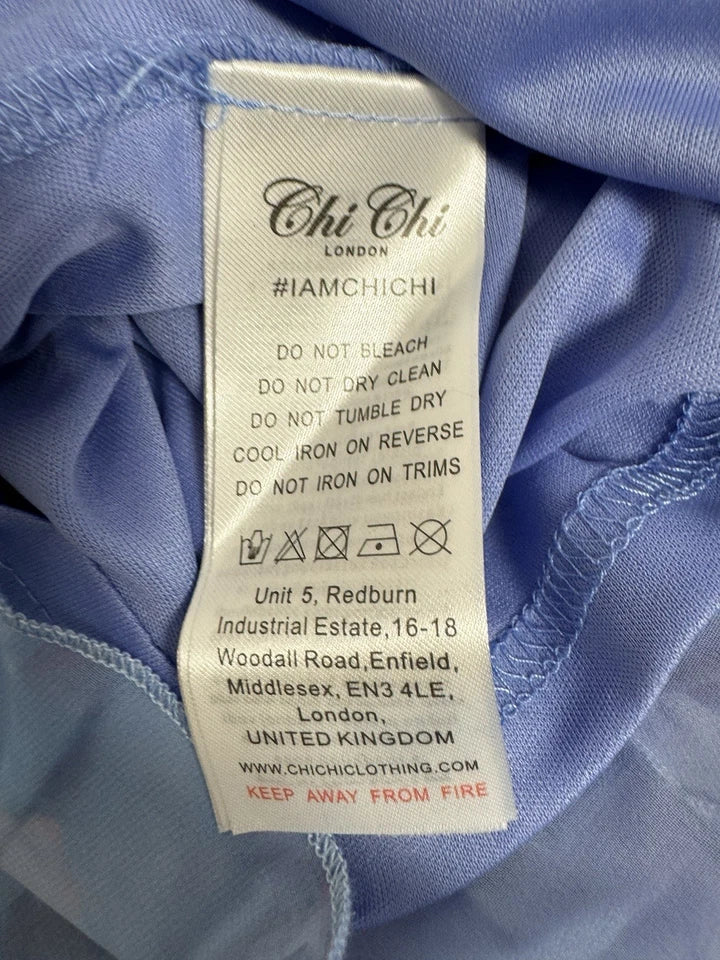 Chi Chi
LONDON
#IAMCHICHI
DO NOT BLEACH
DO NOT DRY CLEAN
DO NOT TUMBLE DRY
COOL IRON ON REVERSE
DO NOT IRON ON TRIMS
Unit 5, Redburn
Industrial Estate,16-18
Woodall Road,Enfield,
Middlesex, EN3 4LE,
London,
UNITED KINGDOM
WWW.CHICHICLOTHING.COM
KEEP AWAY FROM FIRE